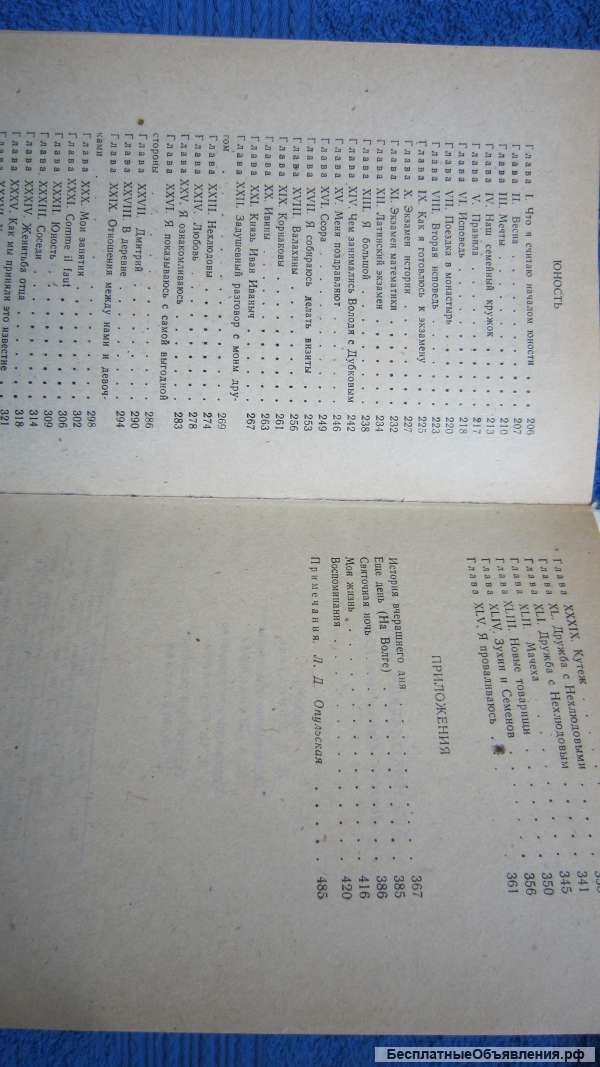 ЮНОСТЬ
Глава I. Что я считаю началом юности . . . 206
Глава II. Весна . . . 207
Глава III. Мечты . . . 210
Глава IV. Наш семейный кружок . . . 213
Глава V. Правила . . . 217
Глава VI. Исповедь . . . 218
Глава VII. Поездка в монастырь . . . 220
Глава VIII. Вторая исповедь . . . 223
Глава IX. Как я готовлюсь к экзамену . . . 225
Глава X. Экзамен истории . . . 227
Глава XI. Экзамен математики . . . 232
Глава XII. Латинский экзамен . . . 234
Глава XIII. Я большой . . . 238
Глава XIV. Чем занимались Володя с Дубковым 242
Глава XV. Меня поздравляют . . . 246
Глава XVI. Ссора . . . 249
Глава XVII. Я собираюсь делать визиты . . . 253
Глава XVIII. Валахины . . . 256
Глава XIX. Корнаковы . . . 261
Глава XX. Ивины . . . 263
Глава XXI. Князь Иван Иваныч . . . 267
Глава XXII. Задушевный разговор с моим дру-
гом . . . 269
Глава XXIII. Нехлюдовы . . . 274
Глава XXIV. Любовь . . . 278
Глава XXV. Я ознакомливаюсь . . . 283
Глава XXVI. Я показываюсь с самой выгодной
стороны . . . 286
Глава XXVII. Дмитрий . . . 290
Глава XXVIII. В деревне . . . 294
Глава XXIX. Отношения между нами и девоч-
ками . . . 298
Глава XXX. Мои занятия . . . 302
Глава XXXI. Comme il faut . . . 306
Глава XXXII. Юность . . . 309
Глава XXXIII. Соседи . . . 314
Глава XXXIV. Женитьба отца . . . 318
Глава XXXV. Как мы приняли это известие . . 321
Глава XXXIX. Кутеж
Глава XL. Дружба с Нехлюдовыми
Глава XLI. Дружба с Нехлюдовым . . . 341
Глава XLII. Мачеха . . . 345
Глава XLIII. Новые товарищи . . . 350
Глава XLIV. Зухин и Семенов . . . 356
Глава XLV. Я проваливаюсь . . . 361
ПРИЛОЖЕНИЯ
История вчерашнего дня . . . 367
Еще день (На Волге) . . . 385
Святочная ночь . . . 386
Моя жизнь . . . 416
Воспоминания . . . 420
Примечания. Л. Д. Опульская . . . 485
БесплатныеОбъявления.рф